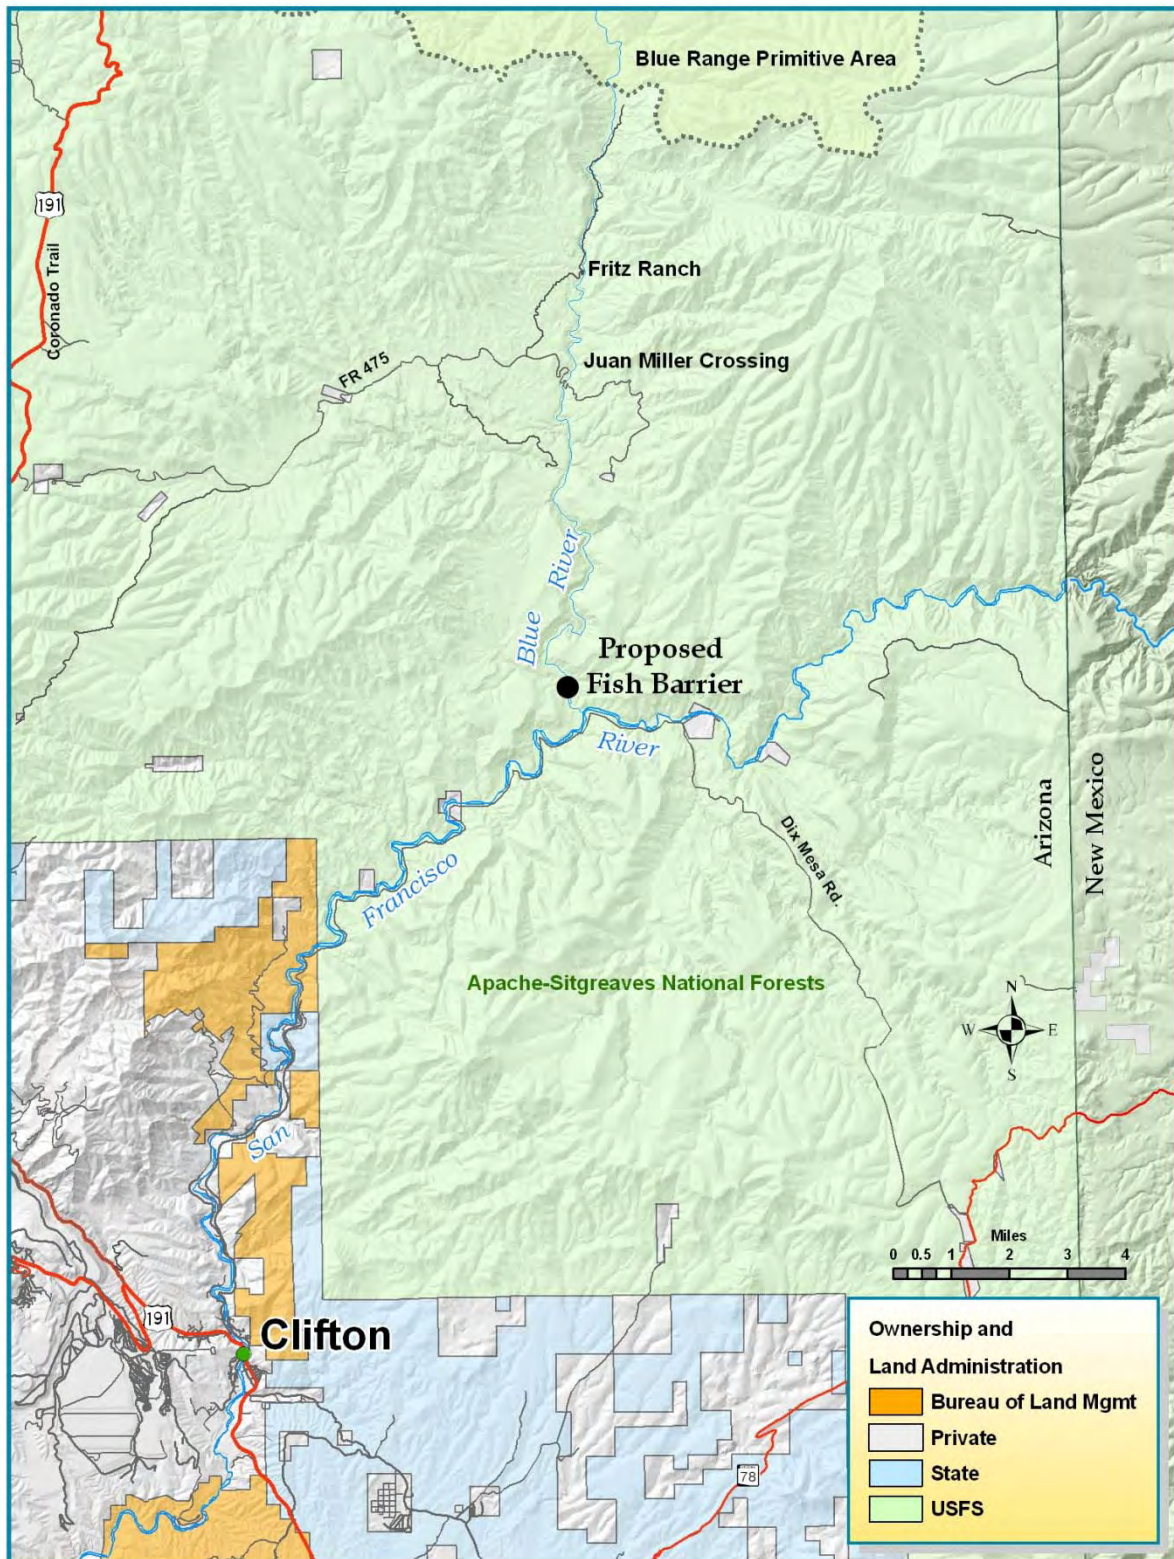 Blue Range Primitive Area
191
Coronado Trail
Fritz Ranch
Juan Miller Crossing
FR 475
Blue River
Proposed
Fish Barrier
River
Francisco
San
Dix Mesa Rd.
Arizona
New Mexico
Apache-Sitgreaves National Forests
N
W E
S
Miles
0 0.5 1 2 3 4
191
Clifton
78
Ownership and
Land Administration
Bureau of Land Mgmt
Private
State
USFS